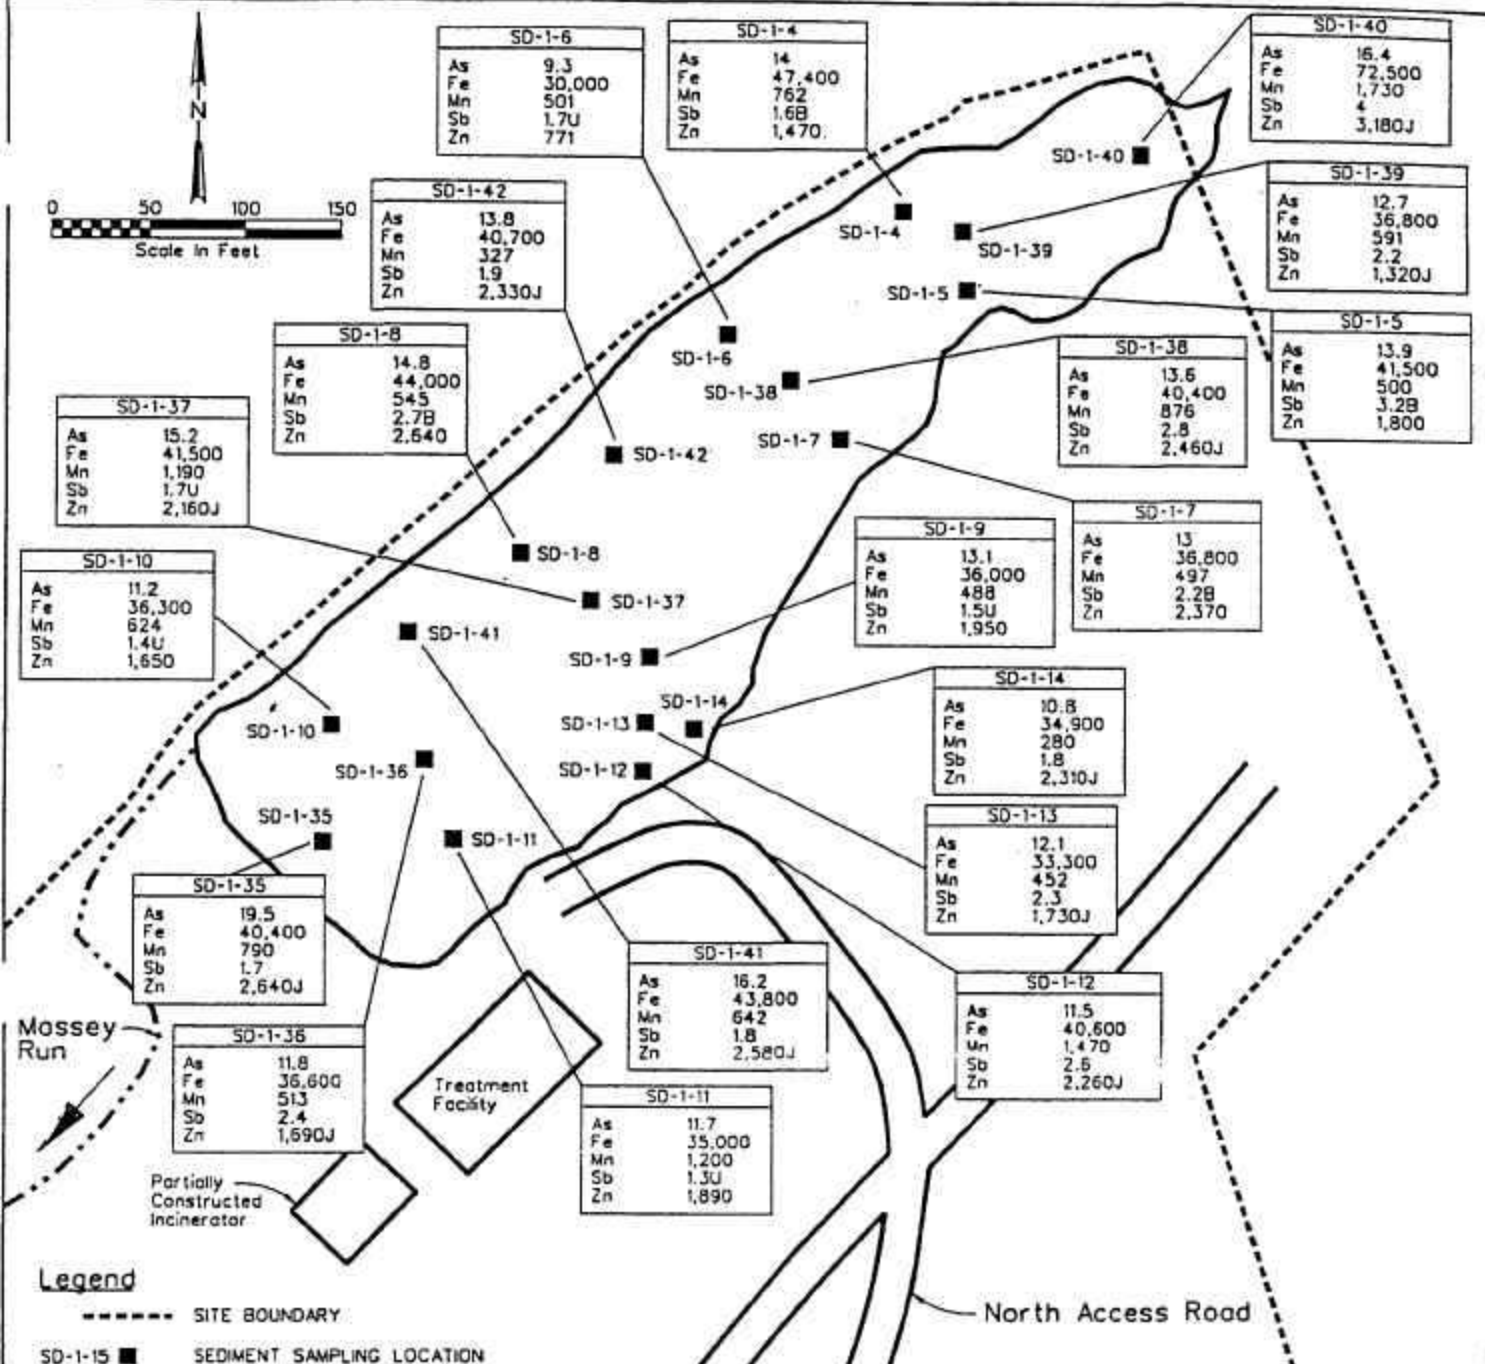 N
0 50 100 150
Scale In Feet
SD-1-6
As 9.3
Fe 30,000
Mn 501
Sb 1.7U
Zn 771
SD-1-4
As 14
Fe 47,400
Mn 762
Sb 1.6B
Zn 1,470
SD-1-40
As 16.4
Fe 72,500
Mn 1,730
Sb 4
Zn 3,180J
SD-1-42
As 13.8
Fe 40,700
Mn 327
Sb 1.9
Zn 2,330J
SD-1-39
As 12.7
Fe 36,800
Mn 591
Sb 2.2
Zn 1,320J
SD-1-8
As 14.8
Fe 44,000
Mn 545
Sb 2.7B
Zn 2,640
SD-1-5
As 13.9
Fe 41,500
Mn 500
Sb 3.2B
Zn 1,800
SD-1-38
As 13.6
Fe 40,400
Mn 876
Sb 2.8
Zn 2,460J
SD-1-37
As 15.2
Fe 41,500
Mn 1,190
Sb 1.7U
Zn 2,160J
SD-1-7
As 13
Fe 36,800
Mn 497
Sb 2.2B
Zn 2,370
SD-1-9
As 13.1
Fe 36,000
Mn 488
Sb 1.5U
Zn 1,950
SD-1-10
As 11.2
Fe 36,300
Mn 624
Sb 1.4U
Zn 1,650
SD-1-14
As 10.8
Fe 34,900
Mn 280
Sb 1.8
Zn 2,310J
SD-1-13
As 12.1
Fe 33,300
Mn 452
Sb 2.3
Zn 1,730J
SD-1-35
As 19.5
Fe 40,400
Mn 790
Sb 1.7
Zn 2,640J
SD-1-41
As 16.2
Fe 43,800
Mn 642
Sb 1.8
Zn 2,580J
SD-1-12
As 11.5
Fe 40,600
Mn 1,470
Sb 2.6
Zn 2,260J
SD-1-36
As 11.8
Fe 36,600
Mn 513
Sb 2.4
Zn 1,690J
SD-1-11
As 11.7
Fe 35,000
Mn 1,200
Sb 1.3U
Zn 1,890
SD-1-40
SD-1-4
SD-1-39
SD-1-5
SD-1-6
SD-1-38
SD-1-7
SD-1-42
SD-1-8
SD-1-37
SD-1-41
SD-1-9
SD-1-14
SD-1-13
SD-1-10
SD-1-36
SD-1-12
SD-1-35
SD-1-11
Massey
Run
Treatment
Facility
Partially
Constructed
Incinerator
North Access Road
Legend
SITE BOUNDARY
SD-1-15 SEDIMENT SAMPLING LOCATION